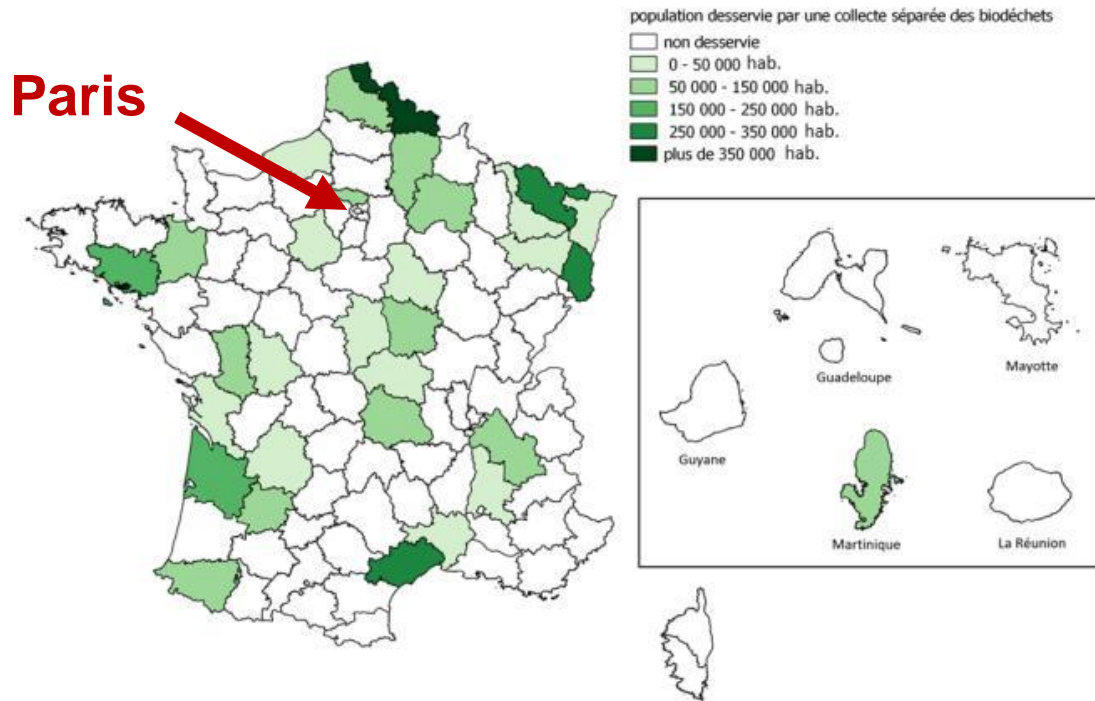 population desservie par une collecte séparée des biodéchets
non desservie
0 - 50 000 hab.
50 000 - 150 000 hab.
150 000 - 250 000 hab.
250 000 - 350 000 hab.
plus de 350 000 hab.
Paris
Guadeloupe
Mayotte
Guyane
Martinique
La Réunion